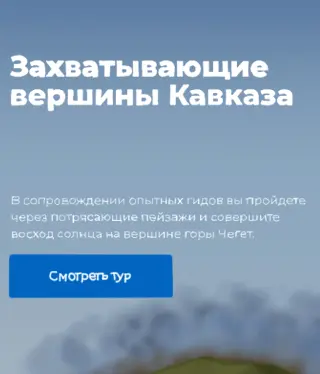 Захватывающие
вершины Кавказа
В сопровождении опытных гидов вы пройдете
через потрясающие пейзажи и совершите
восход солнца на вершине горы Чегет.
Смотреть тур